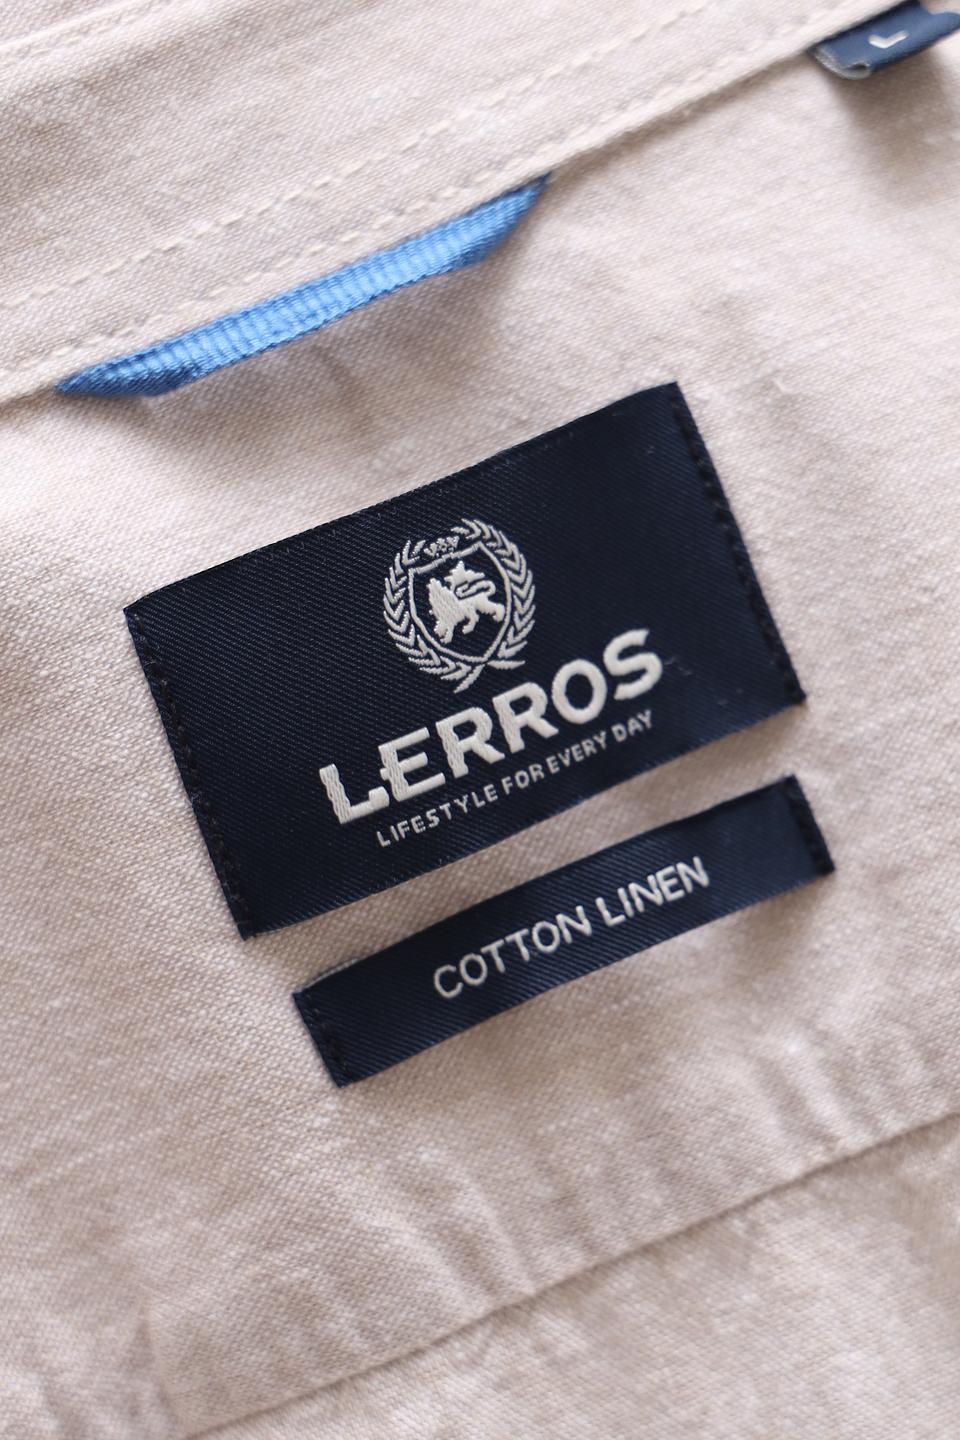 L
LERROS
LIFESTYLE FOR EVERY DAY
COTTON LINEN